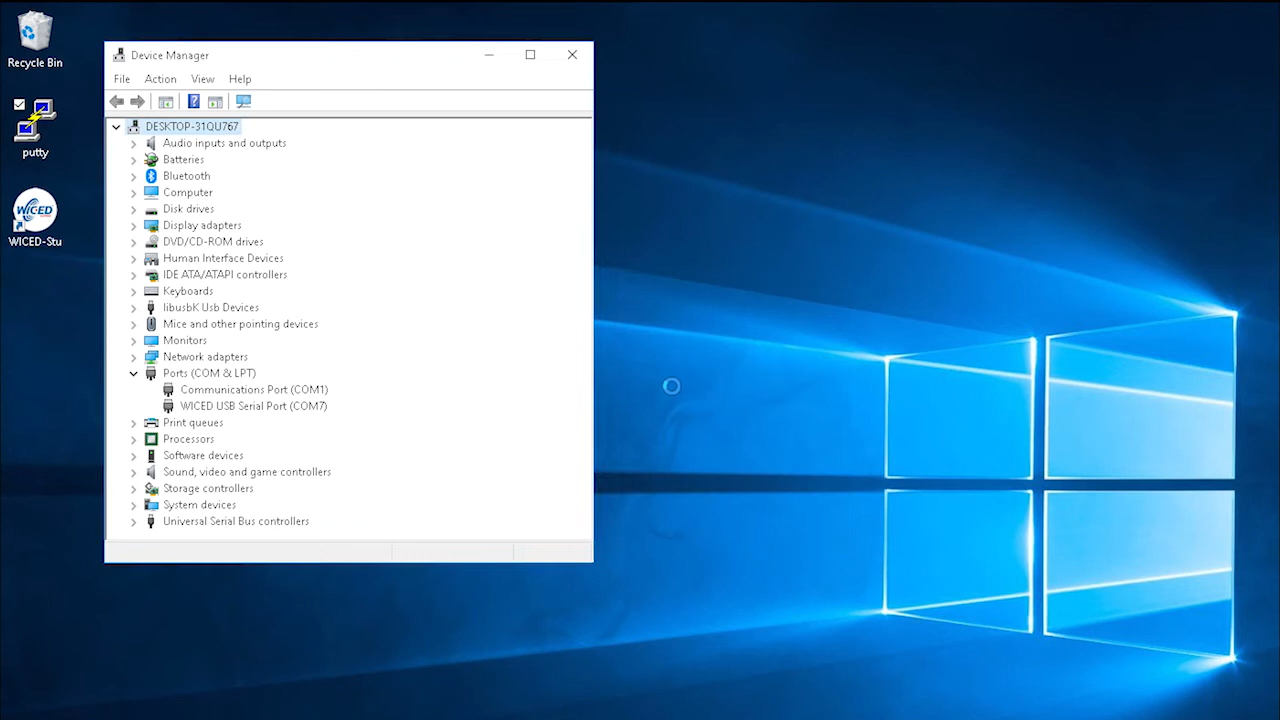 Recycle Bin
putty
WICED
WICED-Stu
Device Manager
File Action View Help
DESKTOP-31QU767
Audio inputs and outputs
Batteries
Bluetooth
Computer
Disk drives
Display adapters
DVD/CD-ROM drives
Human Interface Devices
IDE ATA/ATAPI controllers
Keyboards
libusbK Usb Devices
Mice and other pointing devices
Monitors
Network adapters
Ports (COM & LPT)
Communications Port (COM1)
WICED USB Serial Port (COM7)
Print queues
Processors
Software devices
Sound, video and game controllers
Storage controllers
System devices
Universal Serial Bus controllers